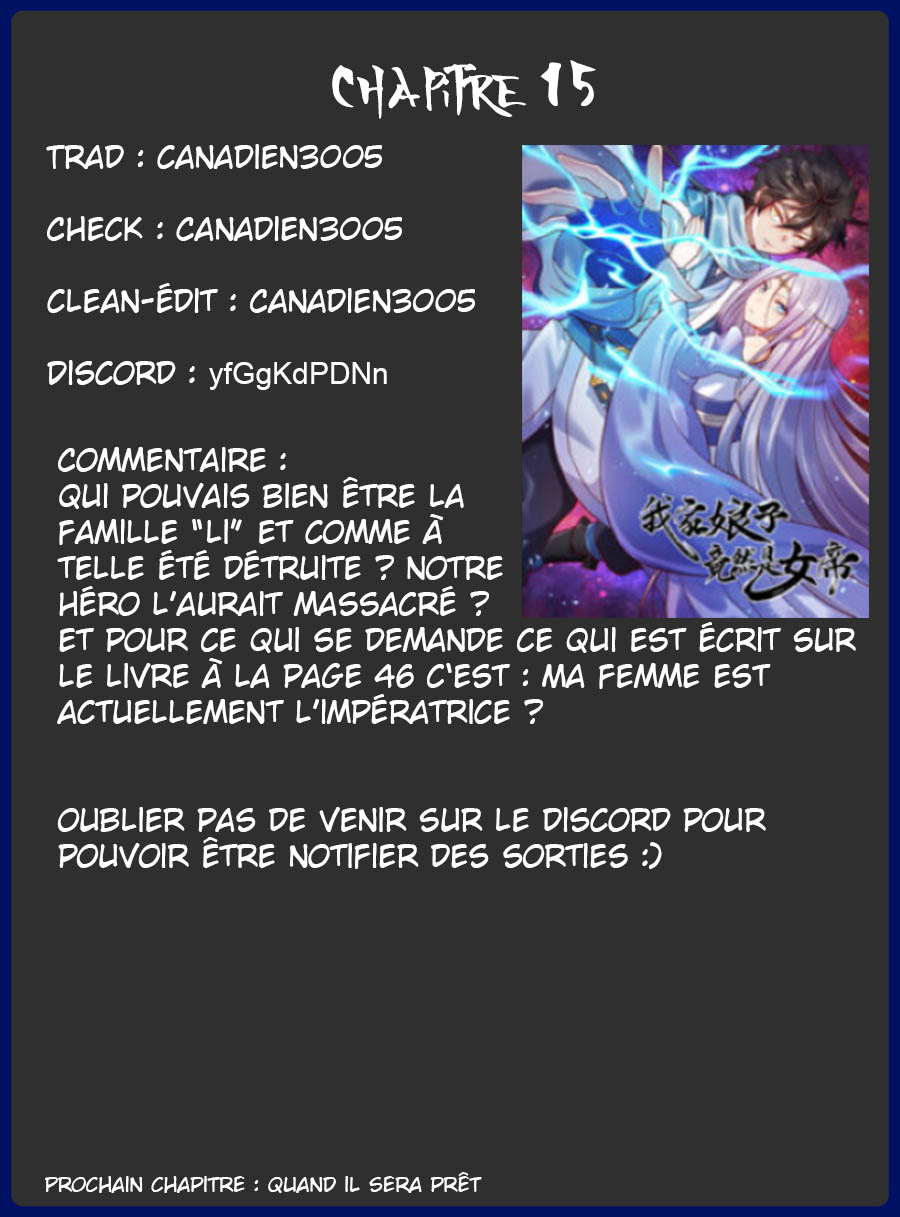 CHAPITRE 15
TRAD : CANADIEN3005
CHECK : CANADIEN3005
CLEAN-ÉDIT : CANADIEN3005
DISCORD : yfGgKdPDNn
COMMENTAIRE :
QUI POUVAIS BIEN ÊTRE LA
FAMILLE "LI" ET COMME À
TELLE ÉTÉ DÉTRUITE ? NOTRE
HÉRO L'AURAIT MASSACRÉ ?
ET POUR CE QUI SE DEMANDE CE QUI EST ÉCRIT SUR
LE LIVRE À LA PAGE 46 C'EST : MA FEMME EST
ACTUELLEMENT L'IMPÉRATRICE ?
我家娘子
竟然是女帝
OUBLIER PAS DE VENIR SUR LE DISCORD POUR
POUVOIR ÊTRE NOTIFIER DES SORTIES :)
PROCHAIN CHAPITRE : QUAND IL SERA PRÊT